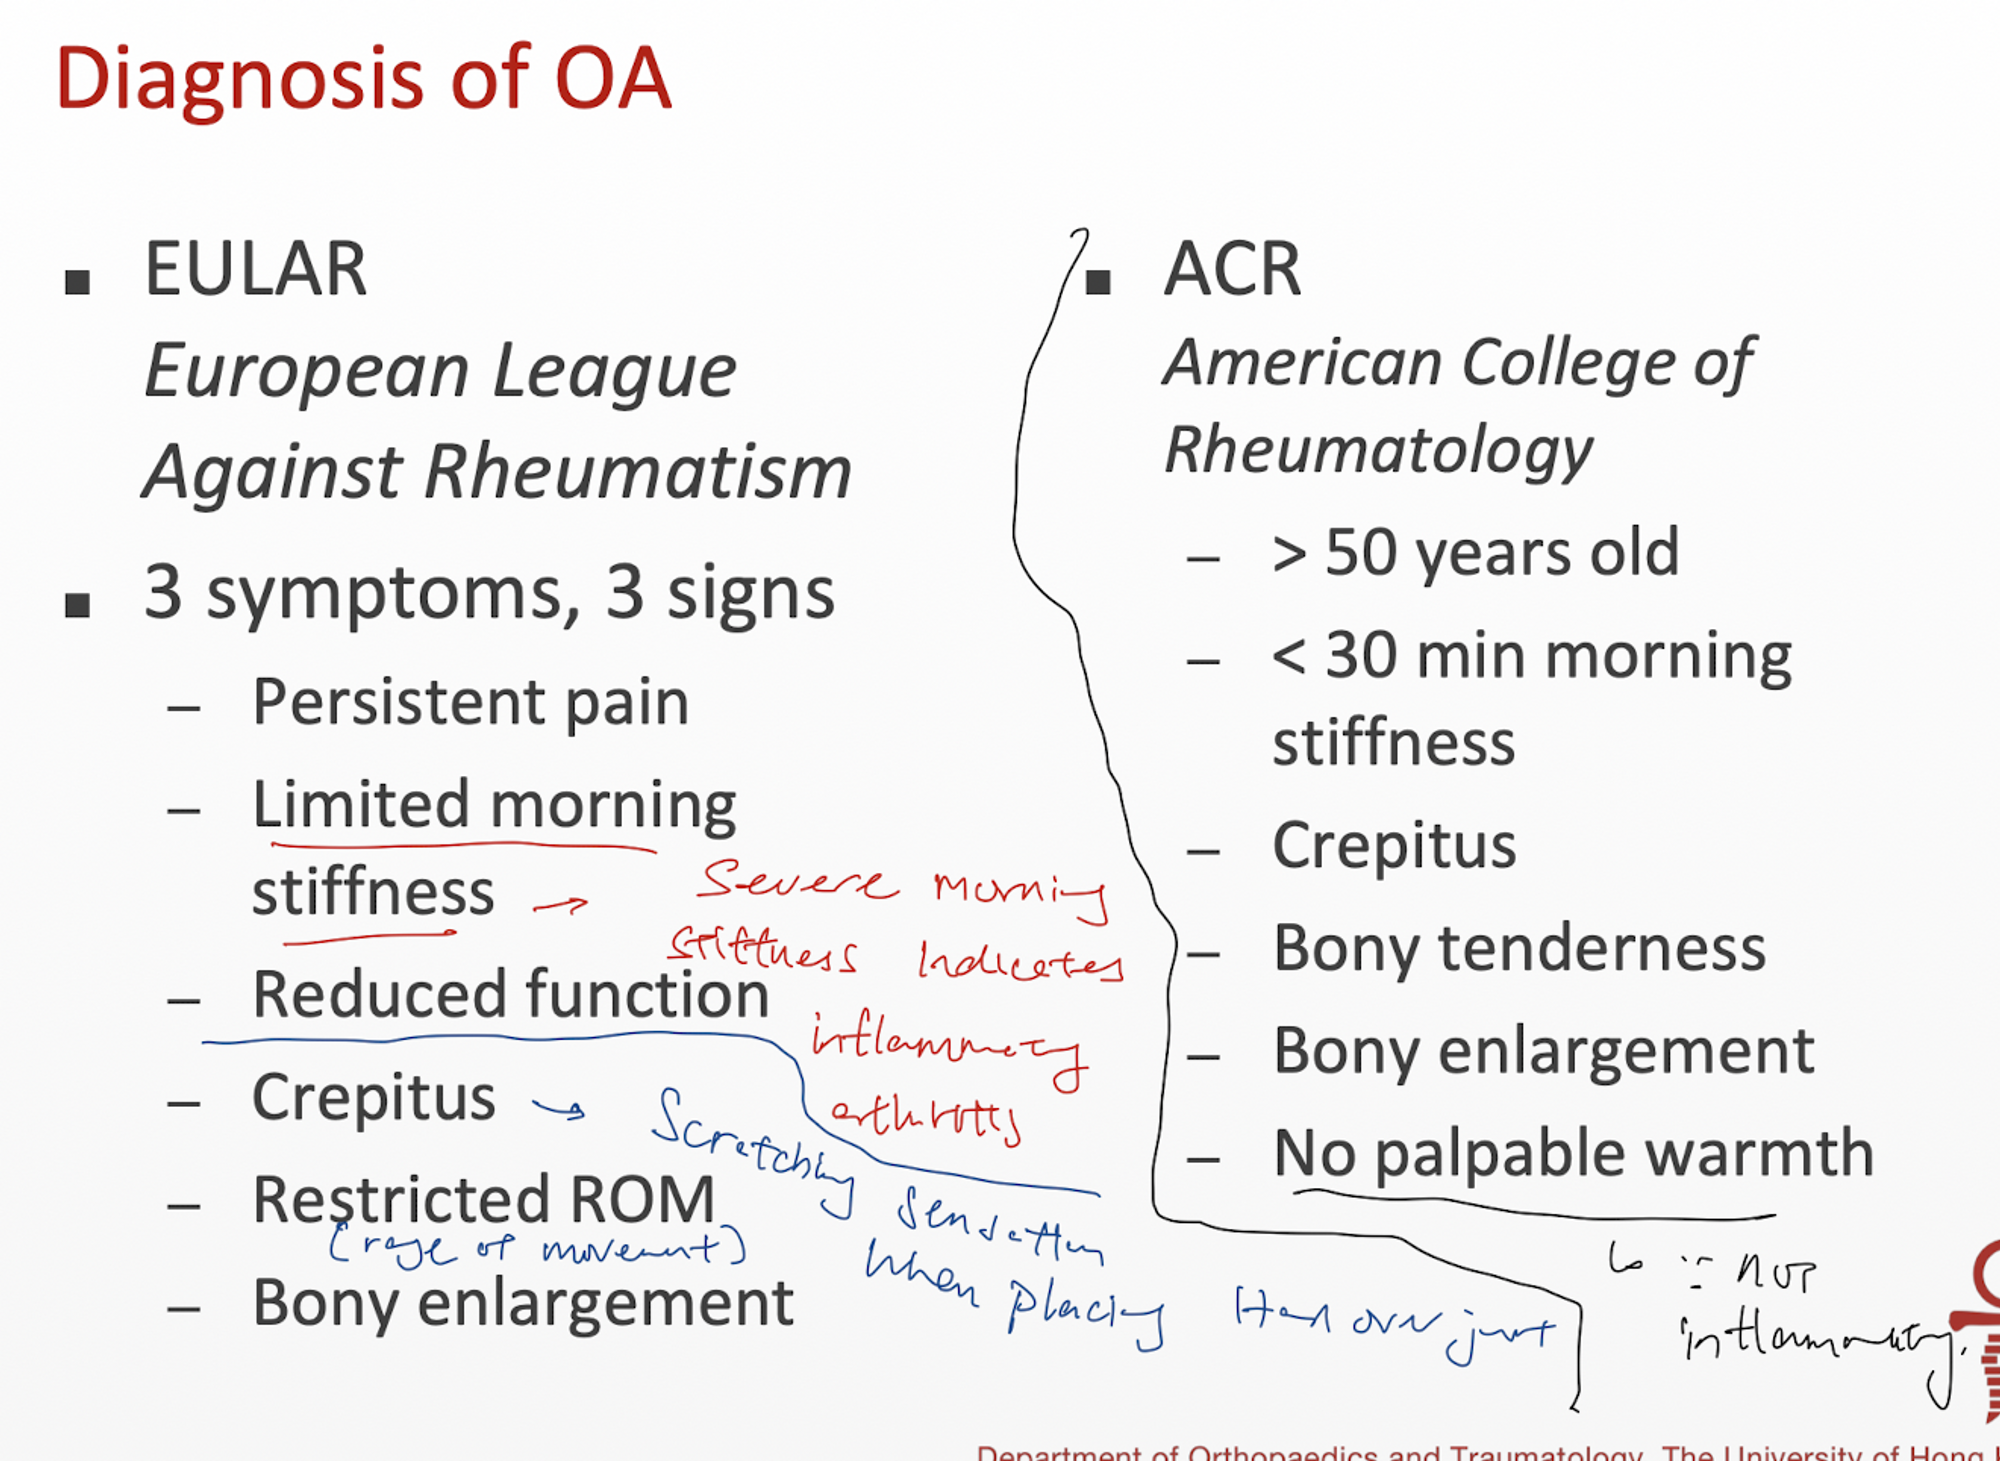 Diagnosis of OA
▪ EULAR
European League
Against Rheumatism
▪ 3 symptoms, 3 signs
– Persistent pain
– Limited morning
stiffness →
– Reduced function
– Crepitus →
– Restricted ROM
(range of movement)
– Bony enlargement
Severe morning
stiffness indicates
inflammatory
arthritis
Scratching sensation
when placing Hand over joint
▪ ACR
American College of
Rheumatology
– > 50 years old
– < 30 min morning
stiffness
– Crepitus
– Bony tenderness
– Bony enlargement
– No palpable warmth
↳ ∵ not
inflammatory.
Department of Orthopaedics and Traumatology, The University of Hong